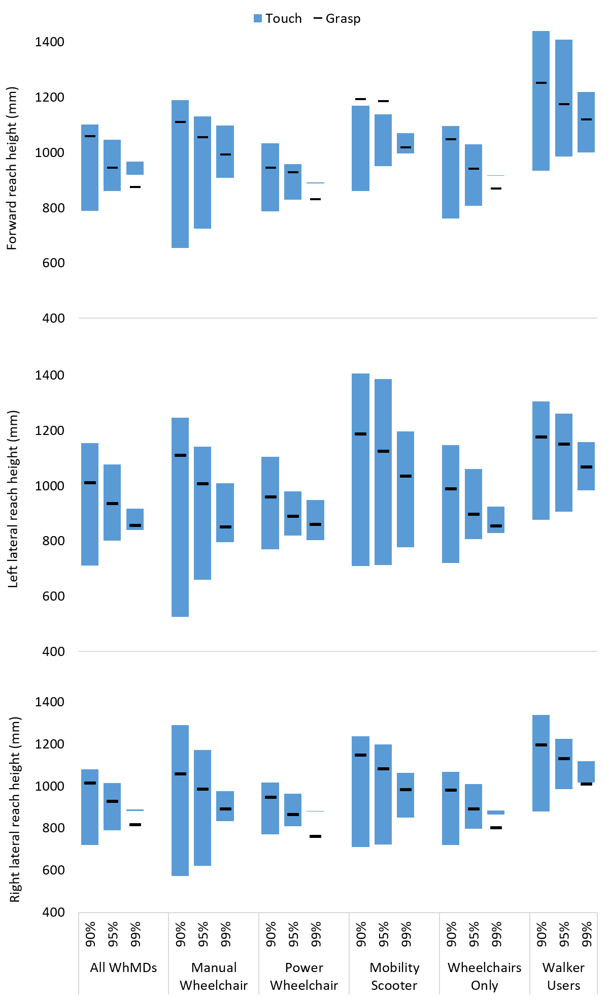 Touch Grasp
Forward reach height (mm)
1400
1200
1000
800
600
400
Left lateral reach height (mm)
1400
1200
1000
800
600
400
Right lateral reach height (mm)
1400
1200
1000
800
600
400
90% 95% 99% 90% 95% 99% 90% 95% 99% 90% 95% 99% 90% 95% 99% 90% 95% 99%
All WhMDs
Manual
Wheelchair
Power
Wheelchair
Mobility
Scooter
Wheelchairs
Only
Walker
Users